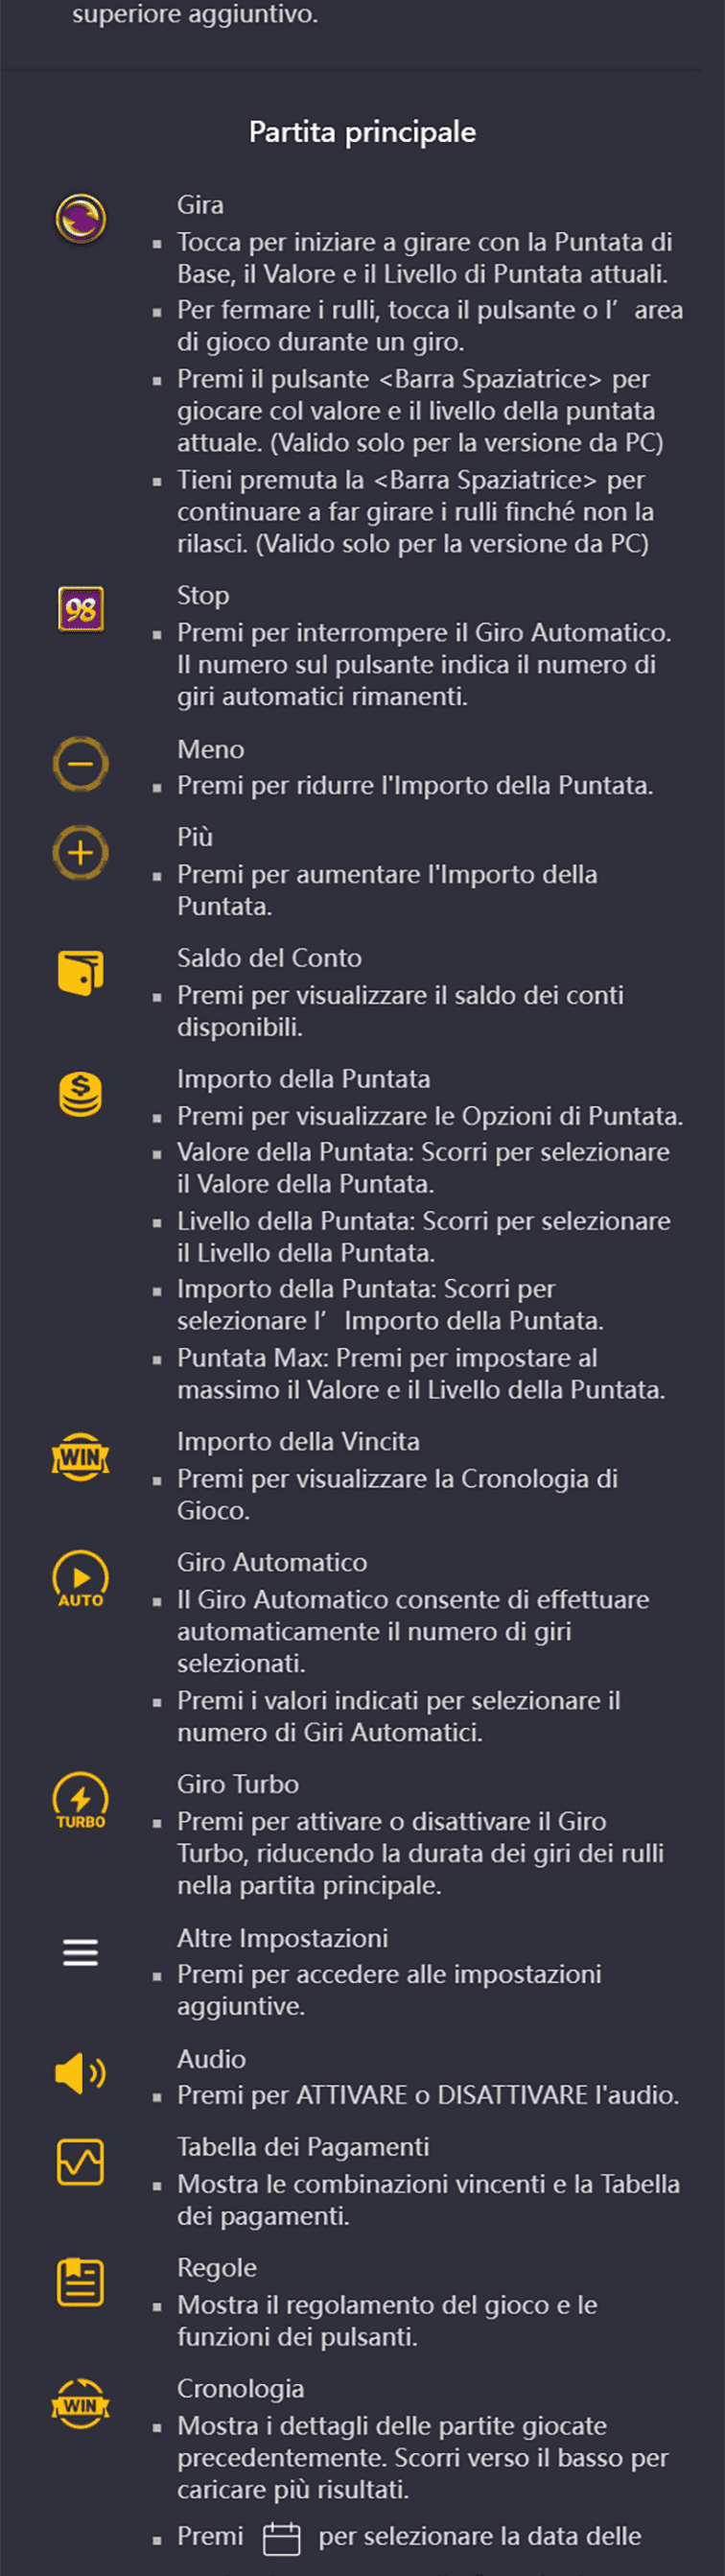 superiore aggiuntivo.
Partita principale
Gira
▪ Tocca per iniziare a girare con la Puntata di
Base, il Valore e il Livello di Puntata attuali.
▪ Per fermare i rulli, tocca il pulsante o l’ area
di gioco durante un giro.
▪ Premi il pulsante <Barra Spaziatrice> per
giocare col valore e il livello della puntata
attuale. (Valido solo per la versione da PC)
▪ Tieni premuta la <Barra Spaziatrice> per
continuare a far girare i rulli finché non la
rilasci. (Valido solo per la versione da PC)
98
Stop
▪ Premi per interrompere il Giro Automatico.
Il numero sul pulsante indica il numero di
giri automatici rimanenti.
Meno
▪ Premi per ridurre l'Importo della Puntata.
Più
▪ Premi per aumentare l'Importo della
Puntata.
Saldo del Conto
▪ Premi per visualizzare il saldo dei conti
disponibili.
$
Importo della Puntata
▪ Premi per visualizzare le Opzioni di Puntata.
▪ Valore della Puntata: Scorri per selezionare
il Valore della Puntata.
▪ Livello della Puntata: Scorri per selezionare
il Livello della Puntata.
▪ Importo della Puntata: Scorri per
selezionare l’ Importo della Puntata.
▪ Puntata Max: Premi per impostare al
massimo il Valore e il Livello della Puntata.
WIN
Importo della Vincita
▪ Premi per visualizzare la Cronologia di
Gioco.
AUTO
Giro Automatico
▪ Il Giro Automatico consente di effettuare
automaticamente il numero di giri
selezionati.
▪ Premi i valori indicati per selezionare il
numero di Giri Automatici.
TURBO
Giro Turbo
▪ Premi per attivare o disattivare il Giro
Turbo, riducendo la durata dei giri dei rulli
nella partita principale.
Altre Impostazioni
▪ Premi per accedere alle impostazioni
aggiuntive.
Audio
▪ Premi per ATTIVARE o DISATTIVARE l'audio.
Tabella dei Pagamenti
▪ Mostra le combinazioni vincenti e la Tabella
dei pagamenti.
Regole
▪ Mostra il regolamento del gioco e le
funzioni dei pulsanti.
WIN
Cronologia
▪ Mostra i dettagli delle partite giocate
precedentemente. Scorri verso il basso per
caricare più risultati.
▪ Premi per selezionare la data delle